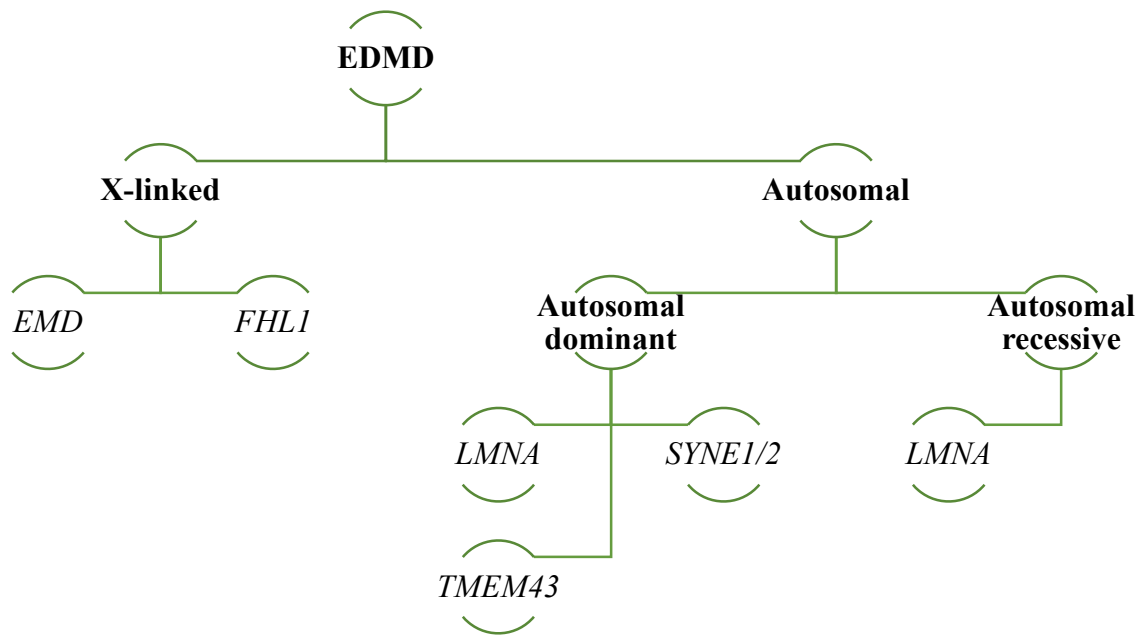 EDMD
X-linked
Autosomal
EMD
FHL1
Autosomal
dominant
Autosomal
recessive
LMNA
SYNE1/2
LMNA
TMEM43